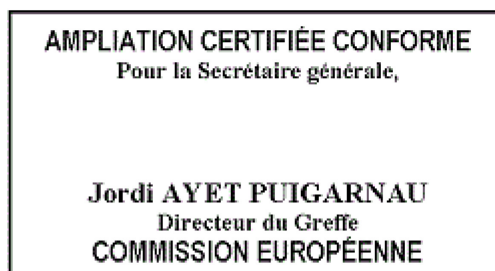 AMPLIATION CERTIFIÉE CONFORME
Pour la Secrétaire générale,
Jordi AYET PUIGARNAU
Directeur du Greffe
COMMISSION EUROPÉENNE